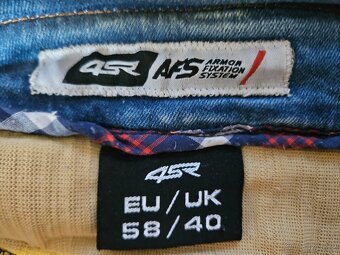 4SR AFS ARMOR
FIXATION
SYSTEM
4SR
EU / UK
58 / 40